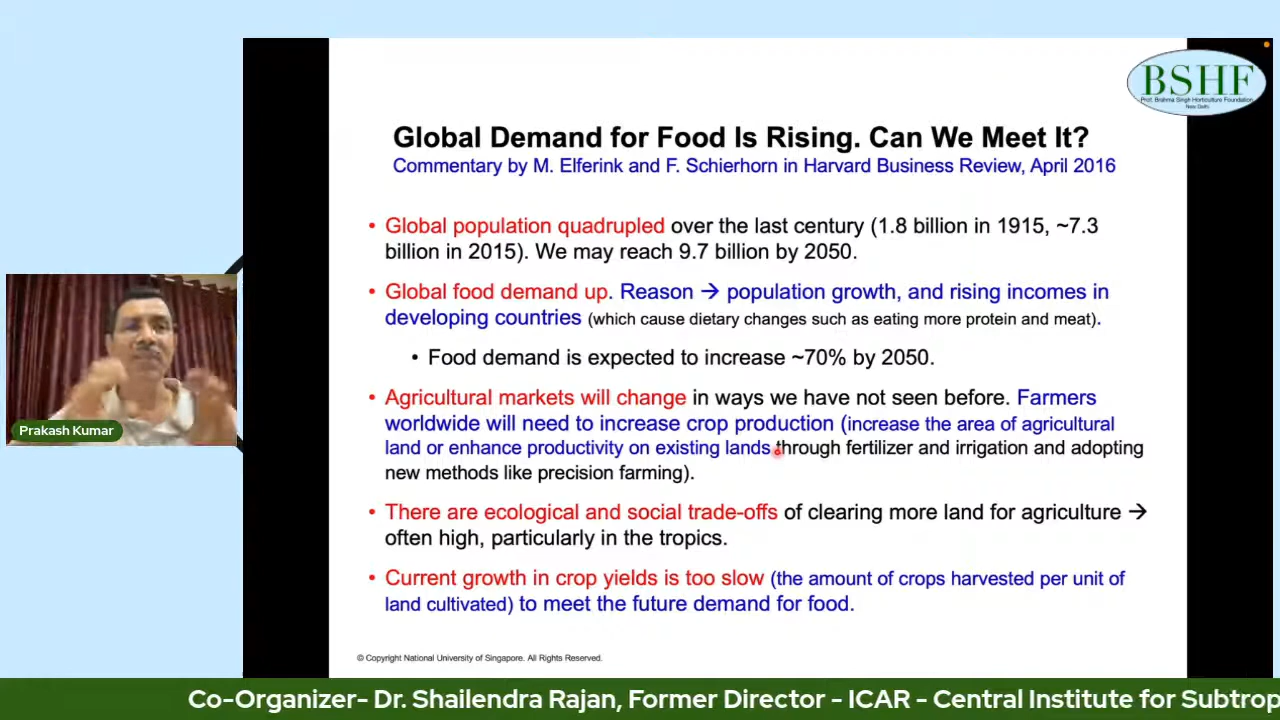 BSHF
Prof. Brahma Singh Horticulture Foundation
New Delhi
Global Demand for Food Is Rising. Can We Meet It?
Commentary by M. Elferink and F. Schierhorn in Harvard Business Review, April 2016
• Global population quadrupled over the last century (1.8 billion in 1915, ~7.3
billion in 2015). We may reach 9.7 billion by 2050.
• Global food demand up. Reason → population growth, and rising incomes in
developing countries (which cause dietary changes such as eating more protein and meat).
• Food demand is expected to increase ~70% by 2050.
• Agricultural markets will change in ways we have not seen before. Farmers
worldwide will need to increase crop production (increase the area of agricultural
land or enhance productivity on existing lands through fertilizer and irrigation and adopting
new methods like precision farming).
• There are ecological and social trade-offs of clearing more land for agriculture →
often high, particularly in the tropics.
• Current growth in crop yields is too slow (the amount of crops harvested per unit of
land cultivated) to meet the future demand for food.
Prakash Kumar
© Copyright National University of Singapore. All Rights Reserved.
Co-Organizer- Dr. Shailendra Rajan, Former Director - ICAR - Central Institute for Subtrop